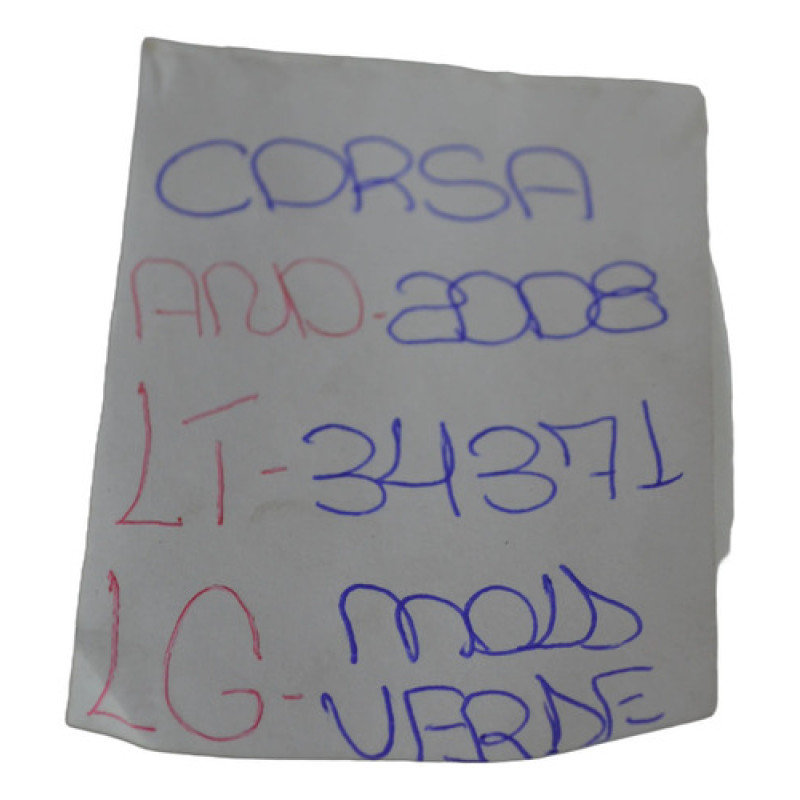 CORSA
ANO-2008
LT-34371
LG-MOLD
VERDE